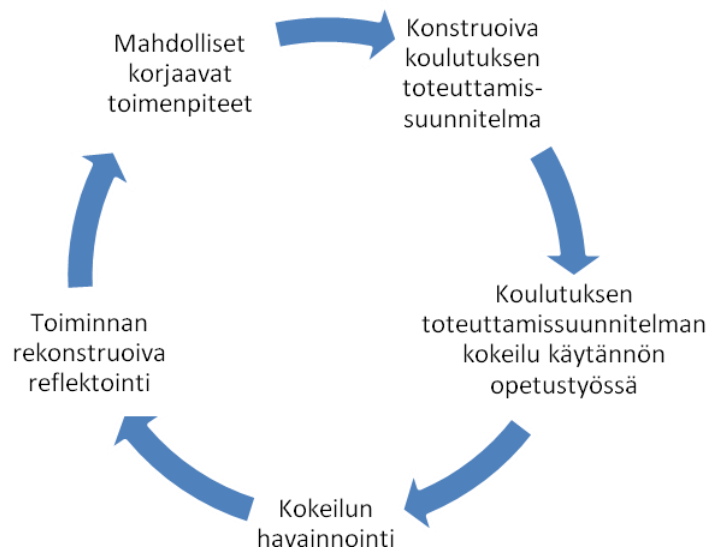 Mahdolliset
korjaavat
toimenpiteet
Konstruoiva
koulutuksen
toteuttamis-
suunnitelma
Koulutuksen
toteuttamissuunnitelman
kokeilu käytännön
opetustyössä
Kokeilun
havainnointi
Toiminnan
rekonstruoiva
reflektointi